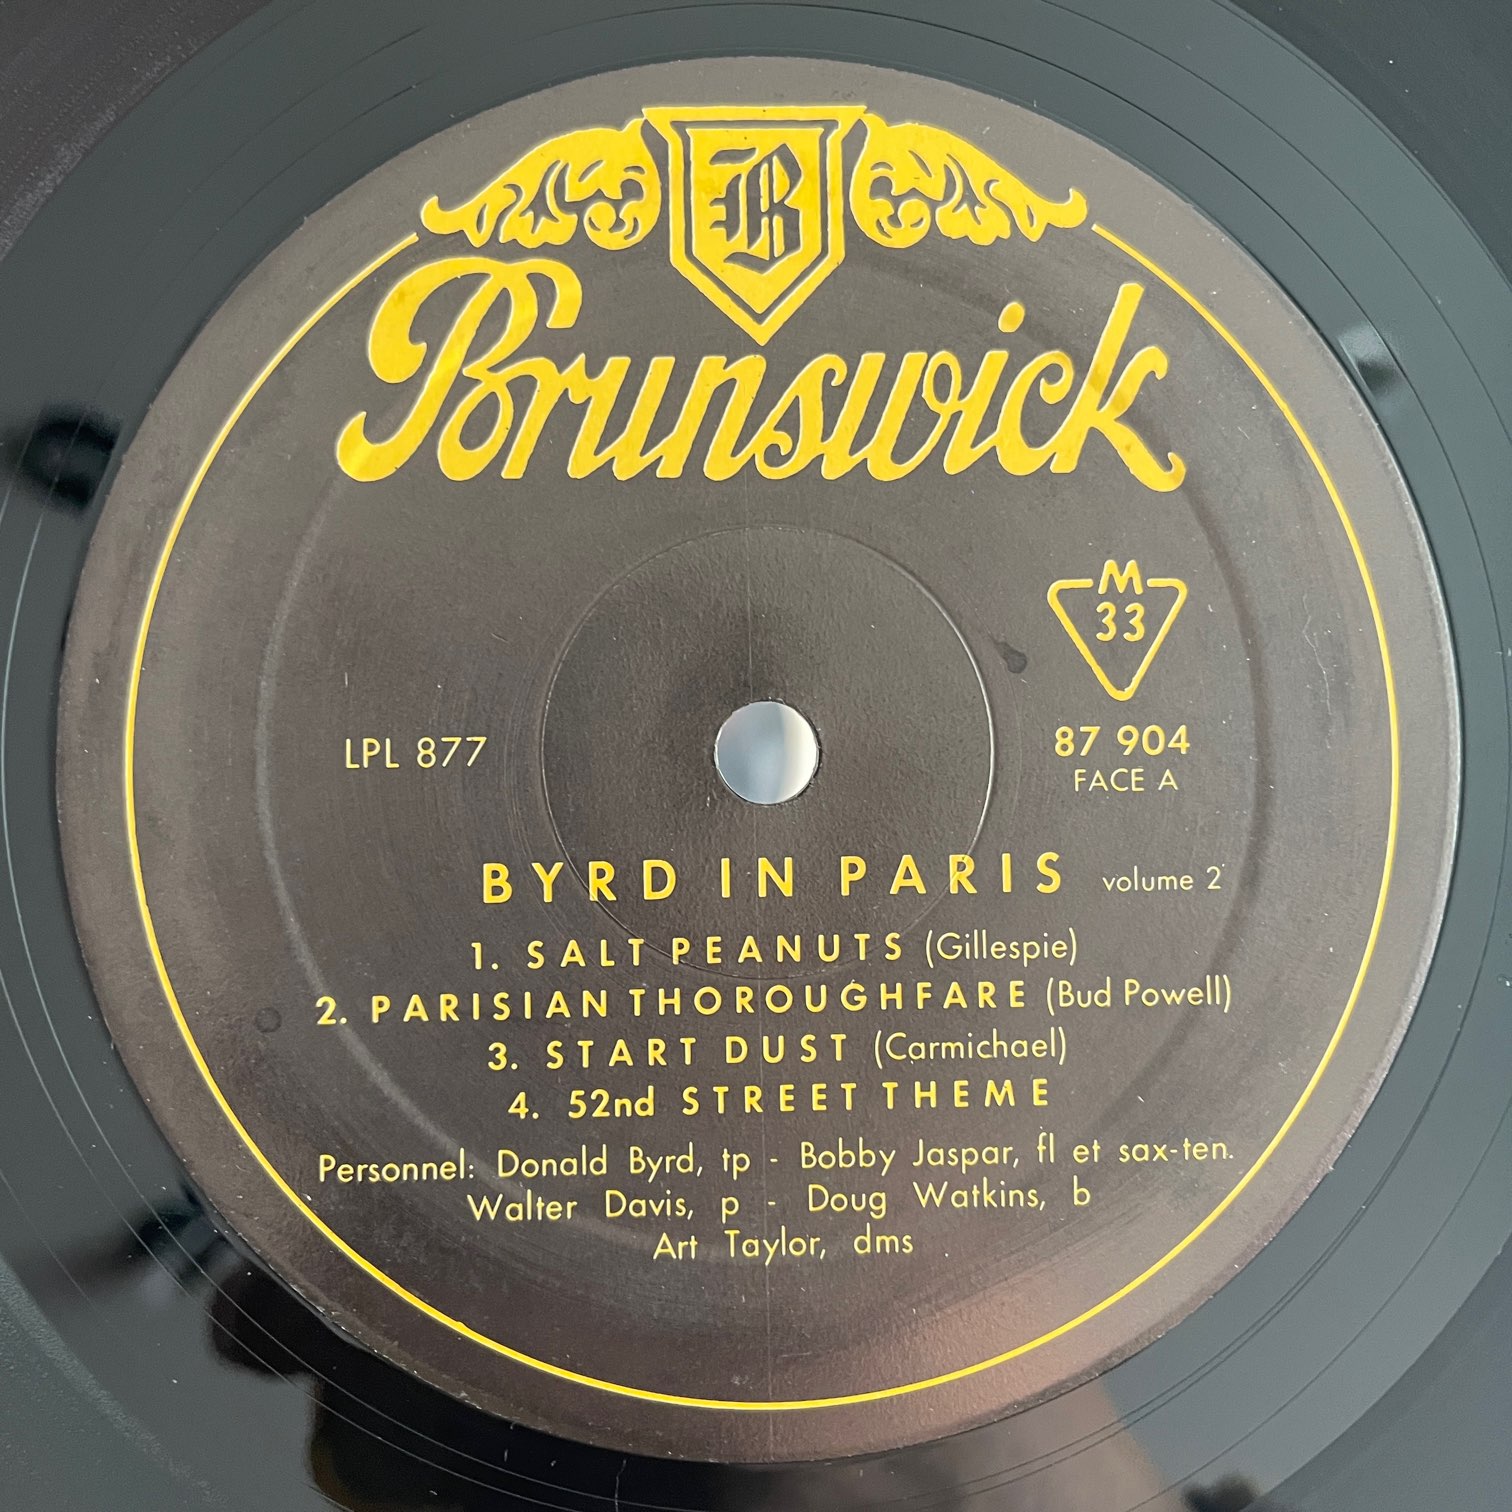 B
Brunswick
M
33
LPL 877
87 904
FACE A
BYRD IN PARIS volume 2
1. SALT PEANUTS (Gillespie)
2. PARISIAN THOROUGHFARE (Bud Powell)
3. START DUST (Carmichael)
4. 52nd STREET THEME
Personnel: Donald Byrd, tp - Bobby Jaspar, fl et sax-ten.
Walter Davis, p - Doug Watkins, b
Art Taylor, dms